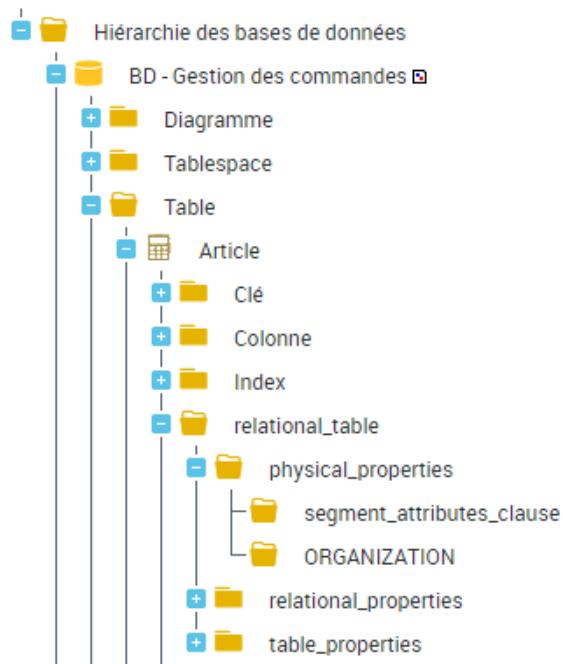 Hiérarchie des bases de données
BD - Gestion des commandes
Diagramme
Tablespace
Table
Article
Clé
Colonne
Index
relational_table
physical_properties
segment_attributes_clause
ORGANIZATION
relational_properties
table_properties